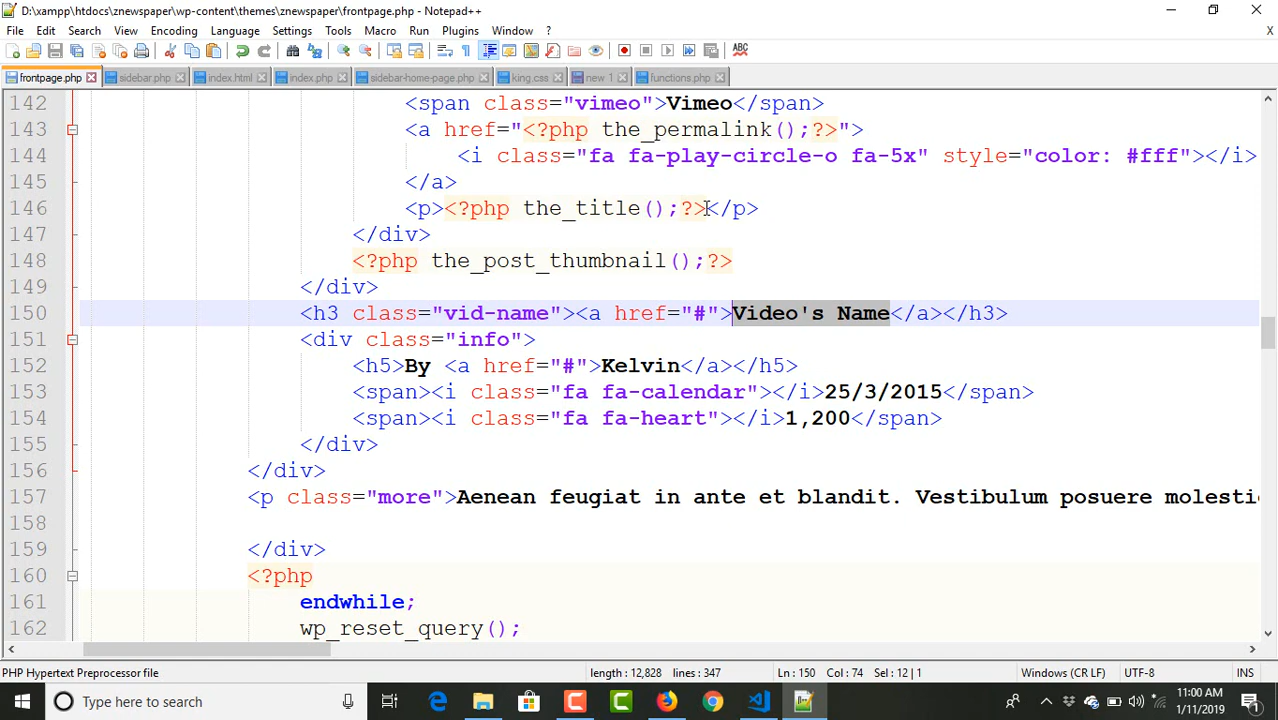 D:\xampp\htdocs\znewspaper\wp-content\themes\znewspaper\frontpage.php - Notepad++
File Edit Search View Encoding Language Settings Tools Macro Run Plugins Window ?
X
ABC
frontpage.php sidebar.php index.html index.php sidebar-home-page.php king.css new 1 functions.php
142 <span class="vimeo">Vimeo</span>
143 <a href="<?php the_permalink();?>">
144 <i class="fa fa-play-circle-o fa-5x" style="color: #fff"></i>
145 </a>
146 <p><?php the_title();?></p>
147 </div>
148 <?php the_post_thumbnail();?>
149 </div>
150 <h3 class="vid-name"><a href="#">Video's Name</a></h3>
151 <div class="info">
152 <h5>By <a href="#">Kelvin</a></h5>
153 <span><i class="fa fa-calendar"></i>25/3/2015</span>
154 <span><i class="fa fa-heart"></i>1,200</span>
155 </div>
156 </div>
157 <p class="more">Aenean feugiat in ante et blandit. Vestibulum posuere molesti
158
159 </div>
160 <?php
161 endwhile;
162 wp_reset_query();
PHP Hypertext Preprocessor file length : 12,828 lines : 347 Ln : 150 Col : 74 Sel : 12 | 1 Windows (CR LF) UTF-8 INS
Type here to search
11:00 AM
1/11/2019